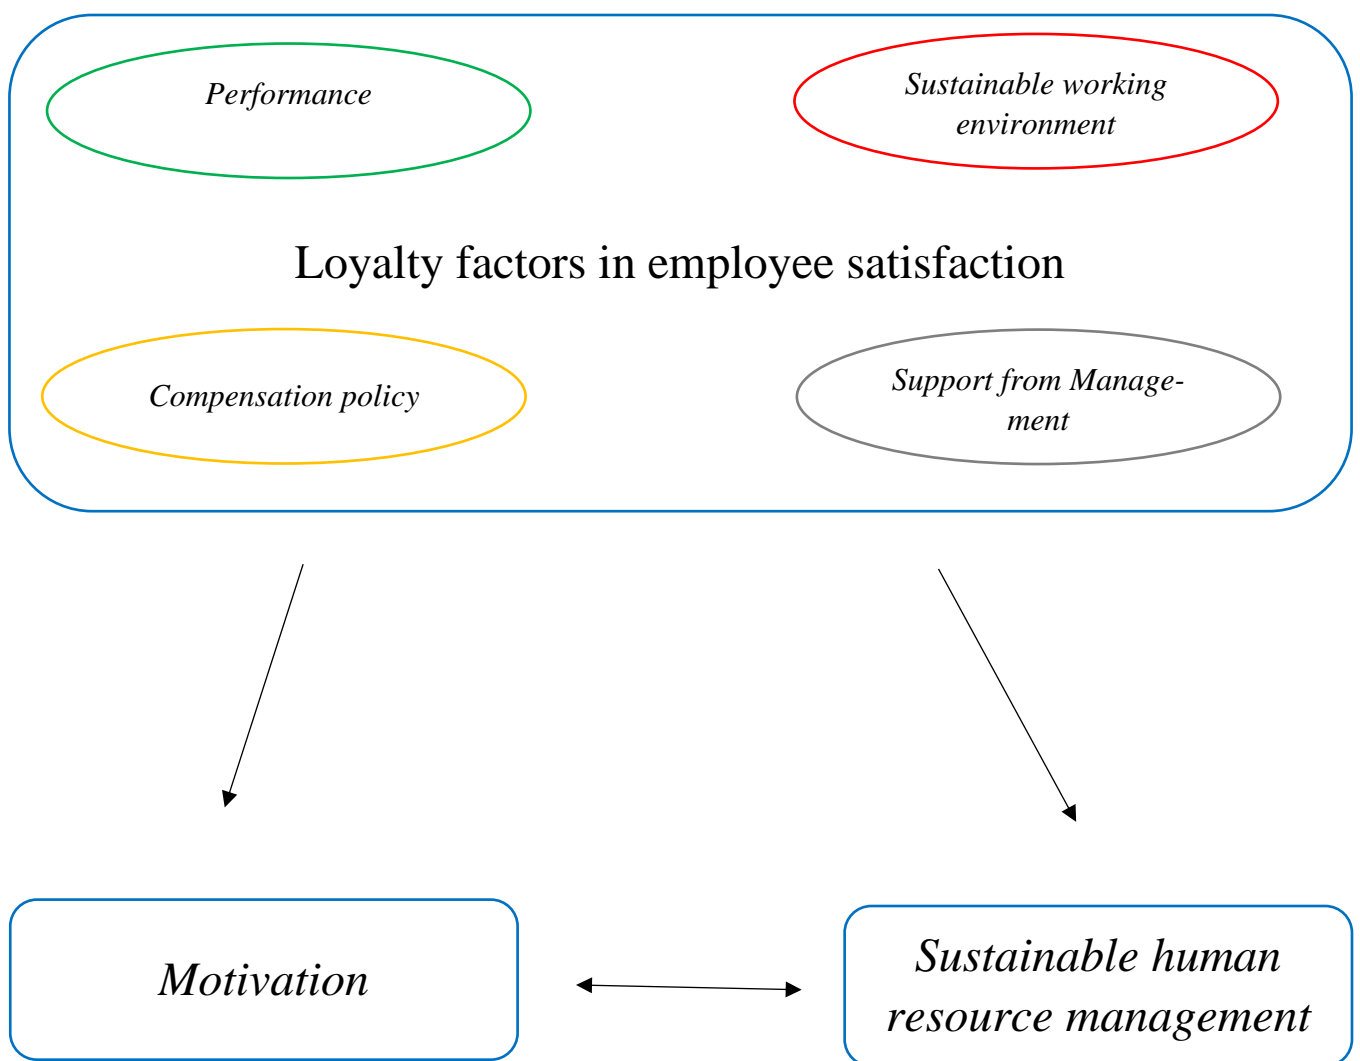 Performance
Sustainable working
environment
Loyalty factors in employee satisfaction
Compensation policy
Support from Manage-
ment
Motivation
Sustainable human
resource management